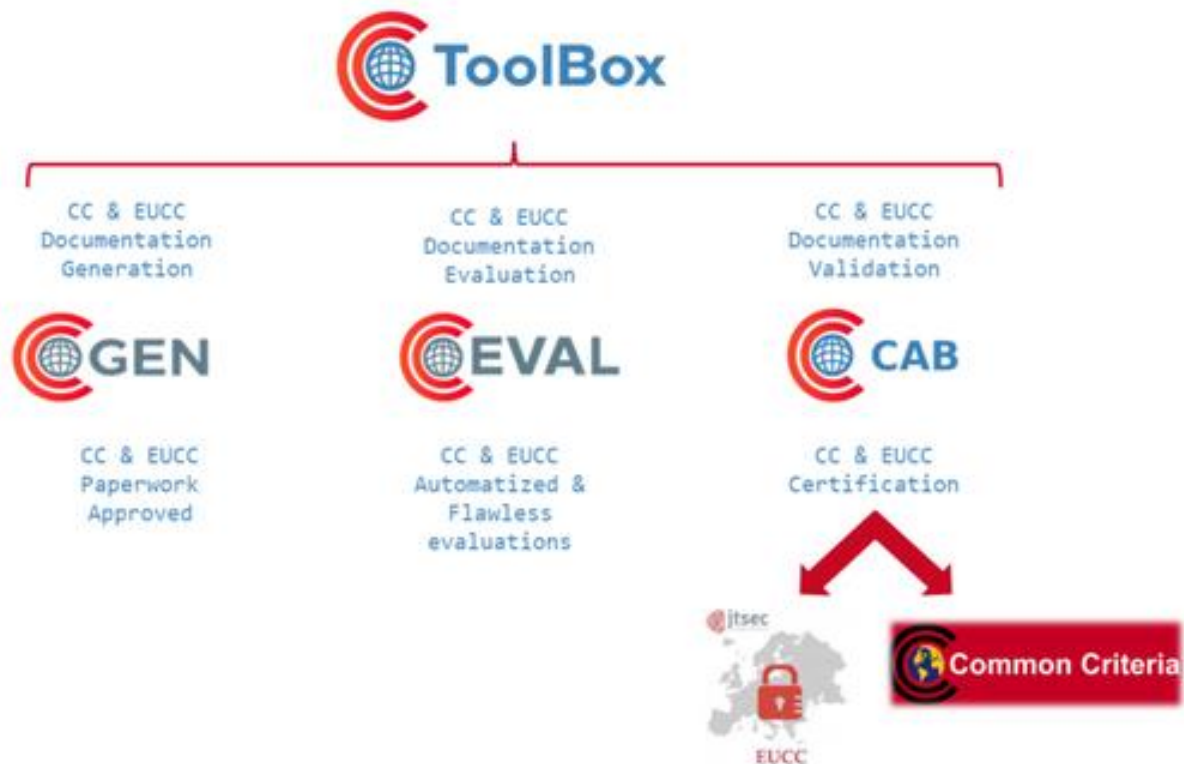 ToolBox
CC & EUCC
Documentation
Generation
CC & EUCC
Documentation
Evaluation
CC & EUCC
Documentation
Validation
GEN
EVAL
CAB
CC & EUCC
Paperwork
Approved
CC & EUCC
Automatized &
Flawless
evaluations
CC & EUCC
Certification
jtsec
EUCC
Common Criteria